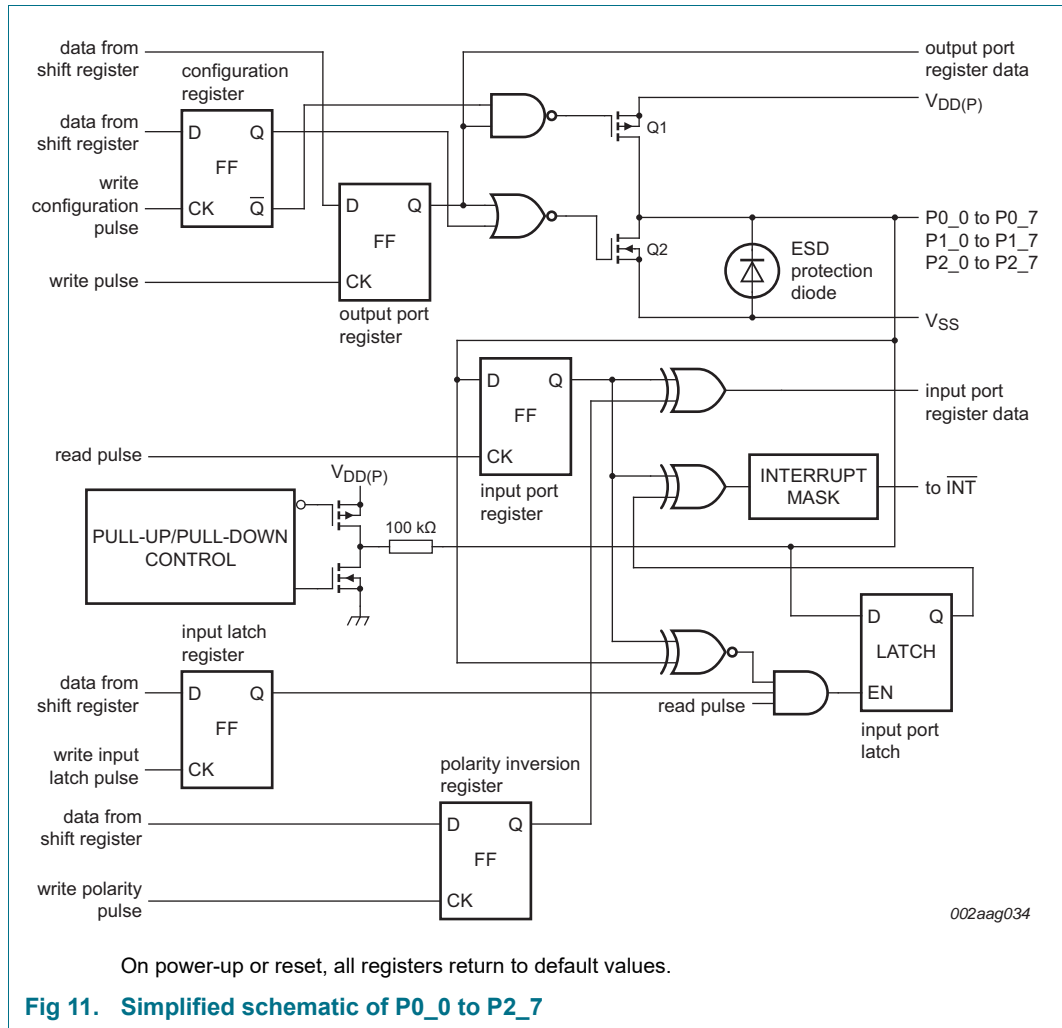 data from
shift register
configuration
register
output port
register data
VDD(P)
Q1
data from
shift register
D
Q
FF
write
configuration
pulse
CK
Q̅
D
Q
FF
CK
Q2
ESD
protection
diode
P0_0 to P0_7
P1_0 to P1_7
P2_0 to P2_7
write pulse
output port
register
VSS
D
Q
FF
CK
input port
register data
read pulse
input port
register
INTERRUPT
MASK
to I̅N̅T̅
VDD(P)
PULL-UP/PULL-DOWN
CONTROL
100 kΩ
D
Q
LATCH
EN
input port
latch
input latch
register
data from
shift register
D
Q
FF
read pulse
write input
latch pulse
CK
polarity inversion
register
data from
shift register
D
Q
FF
write polarity
pulse
CK
002aag034
On power-up or reset, all registers return to default values.
Fig 11. Simplified schematic of P0_0 to P2_7